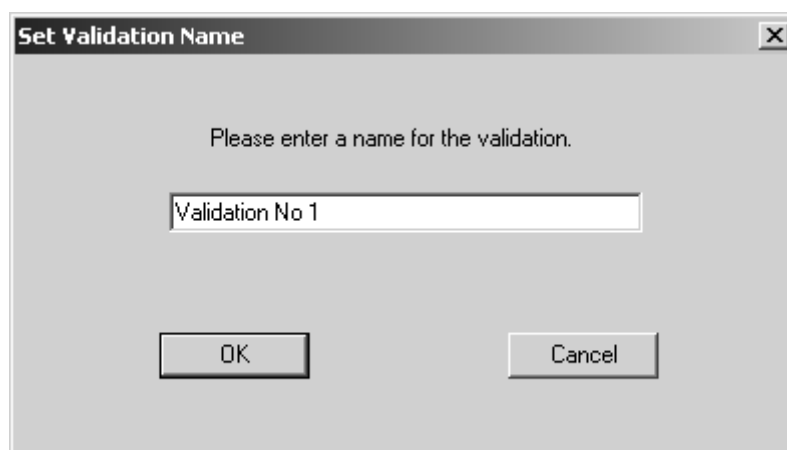 Set Validation Name
Please enter a name for the validation.
Validation No 1
OK
Cancel